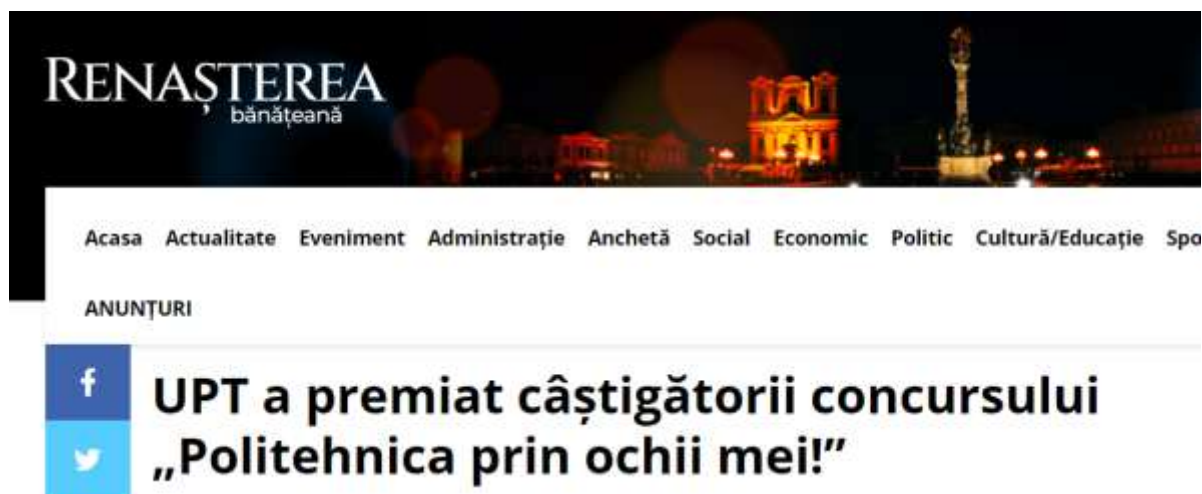 RENAȘTEREA
bănățeană
Acasa Actualitate Eveniment Administrație Anchetă Social Economic Politic Cultură/Educație Spo
ANUNȚURI
f
UPT a premiat câștigătorii concursului
„Politehnica prin ochii mei!”